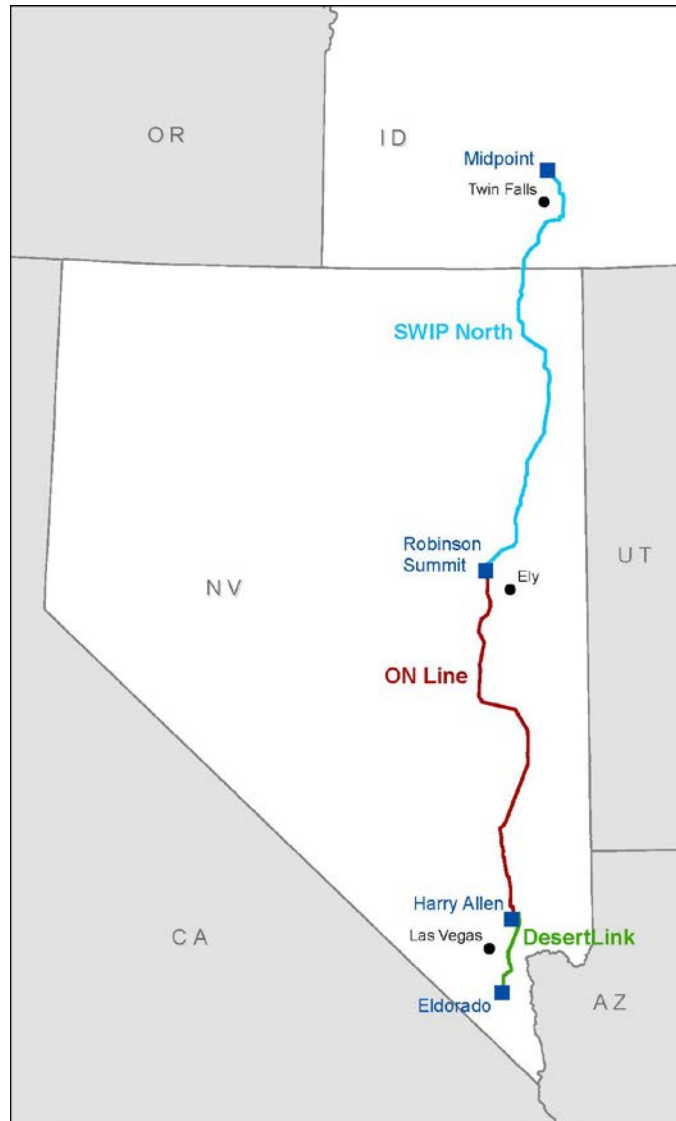 OR
ID
Midpoint
Twin Falls
SWIP North
Robinson
Summit
Ely
UT
NV
ON Line
Harry Allen
Las Vegas
DesertLink
CA
Eldorado
AZ